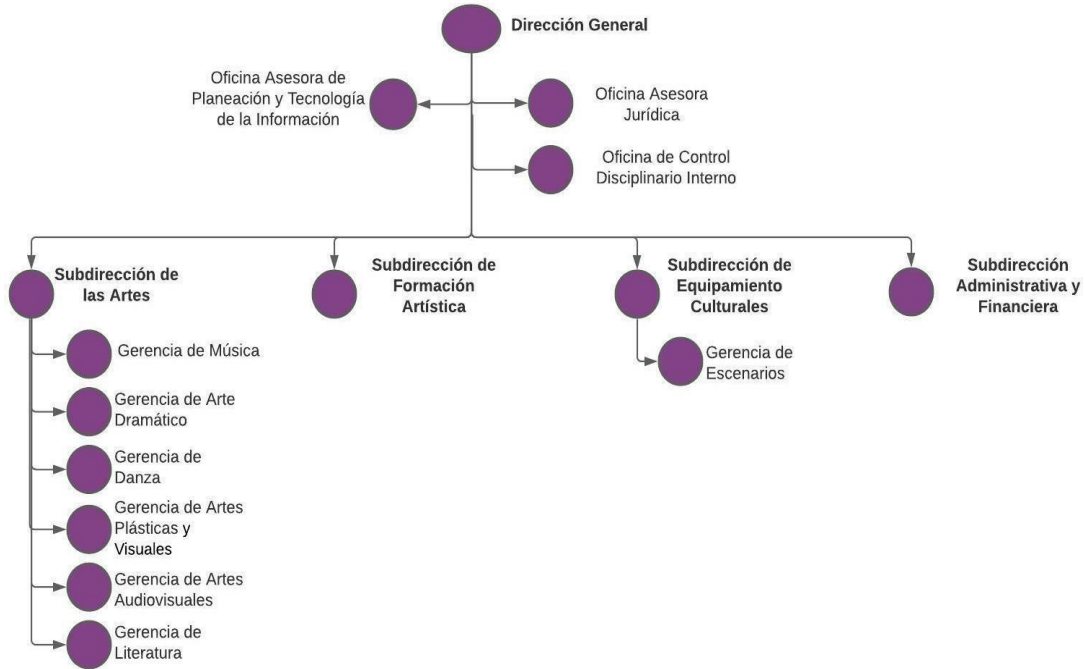 Dirección General
Oficina Asesora de
Planeación y Tecnología
de la Información
Oficina Asesora
Jurídica
Oficina de Control
Disciplinario Interno
Subdirección de
las Artes
Gerencia de Música
Gerencia de Arte
Dramático
Gerencia de
Danza
Gerencia de Artes
Plásticas y
Visuales
Gerencia de Artes
Audiovisuales
Gerencia de
Literatura
Subdirección de
Formación
Artística
Subdirección de
Equipamiento
Culturales
Gerencia de
Escenarios
Subdirección
Administrativa y
Financiera